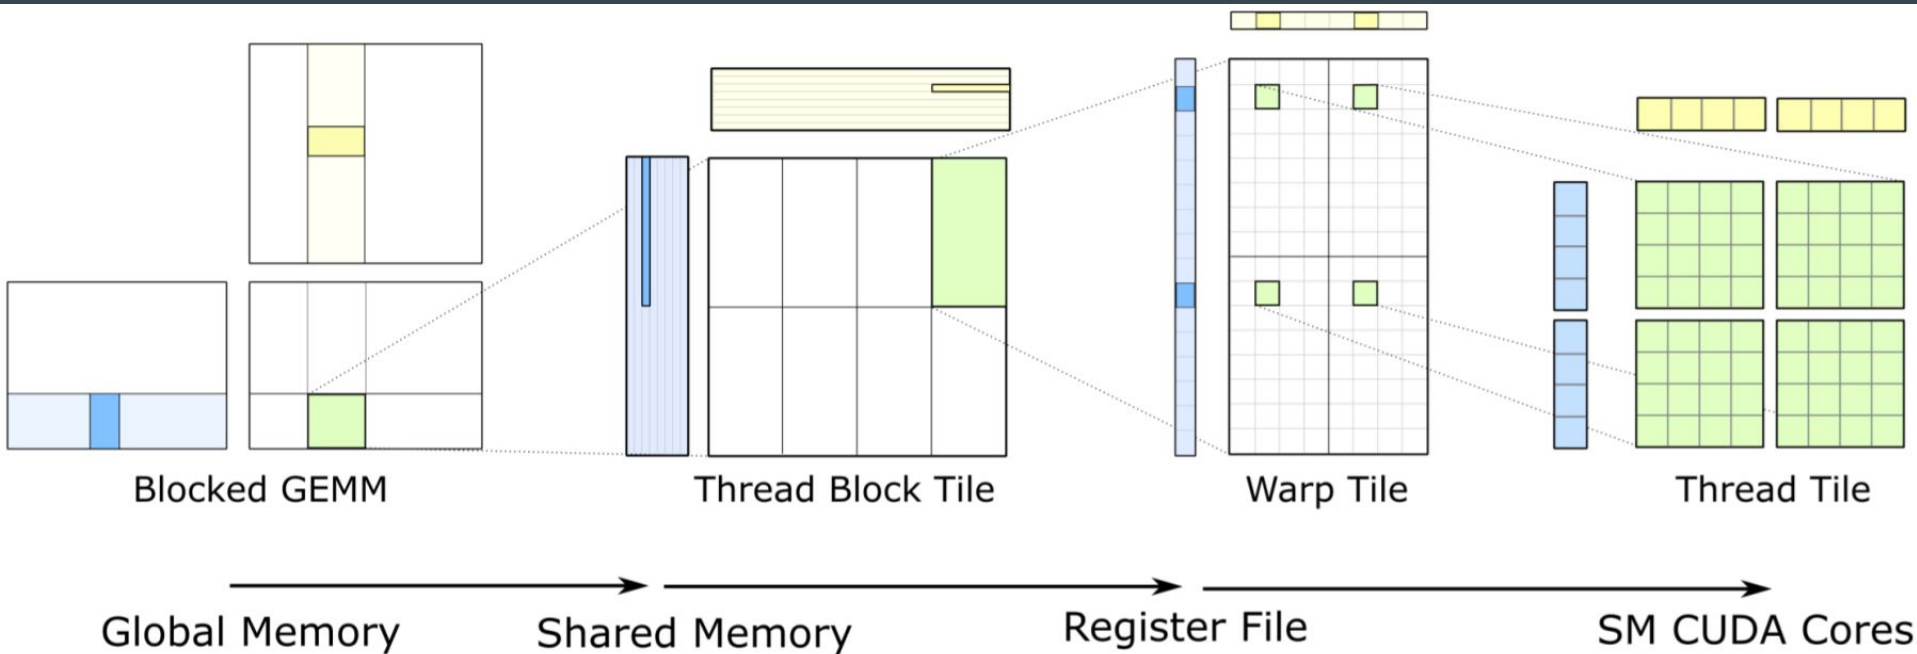 Blocked GEMM
Thread Block Tile
Warp Tile
Thread Tile
Global Memory
Shared Memory
Register File
SM CUDA Cores